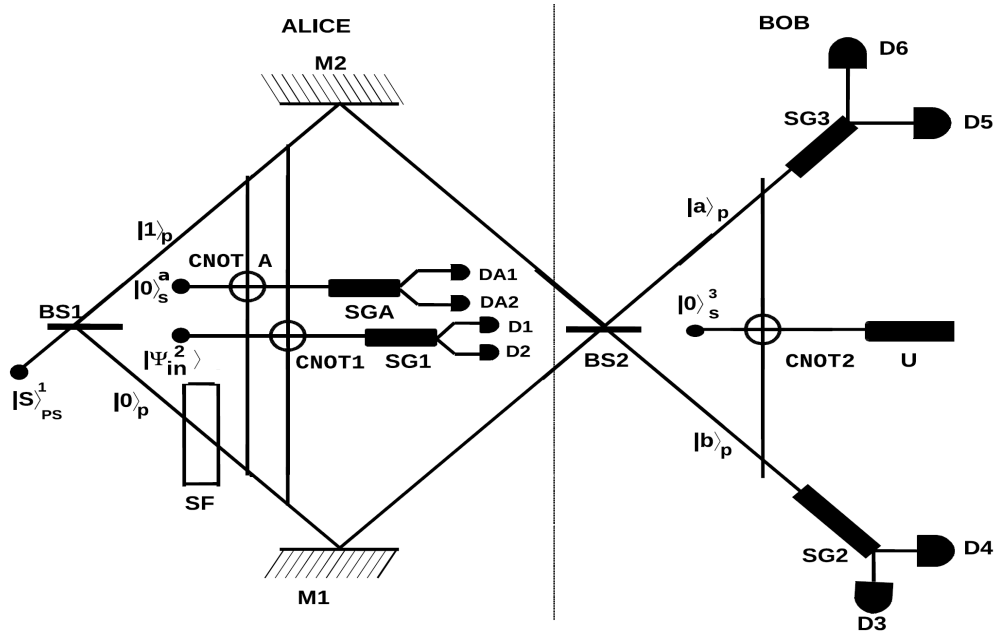 ALICE
BOB
M2
D6
SG3
D5
|1⟩p
|a⟩p
CNOT A
DA1
|0⟩s a
DA2
SGA
|0⟩s 3
BS1
D1
CNOT1
SG1
D2
|Ψin 2⟩
BS2
CNOT2
U
|S⟩PS 1
|0⟩p
|b⟩p
SF
SG2
D4
M1
D3